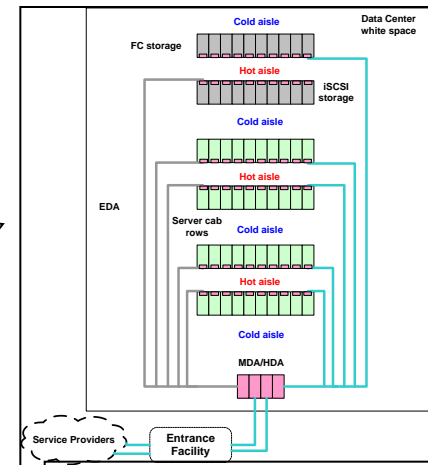 Cold aisle
Data Center
white space
FC storage
Hot aisle
iSCSI
storage
Cold aisle
Hot aisle
EDA
Server cab
rows
Cold aisle
Hot aisle
Cold aisle
MDA/HDA
Service Providers
Entrance
Facility